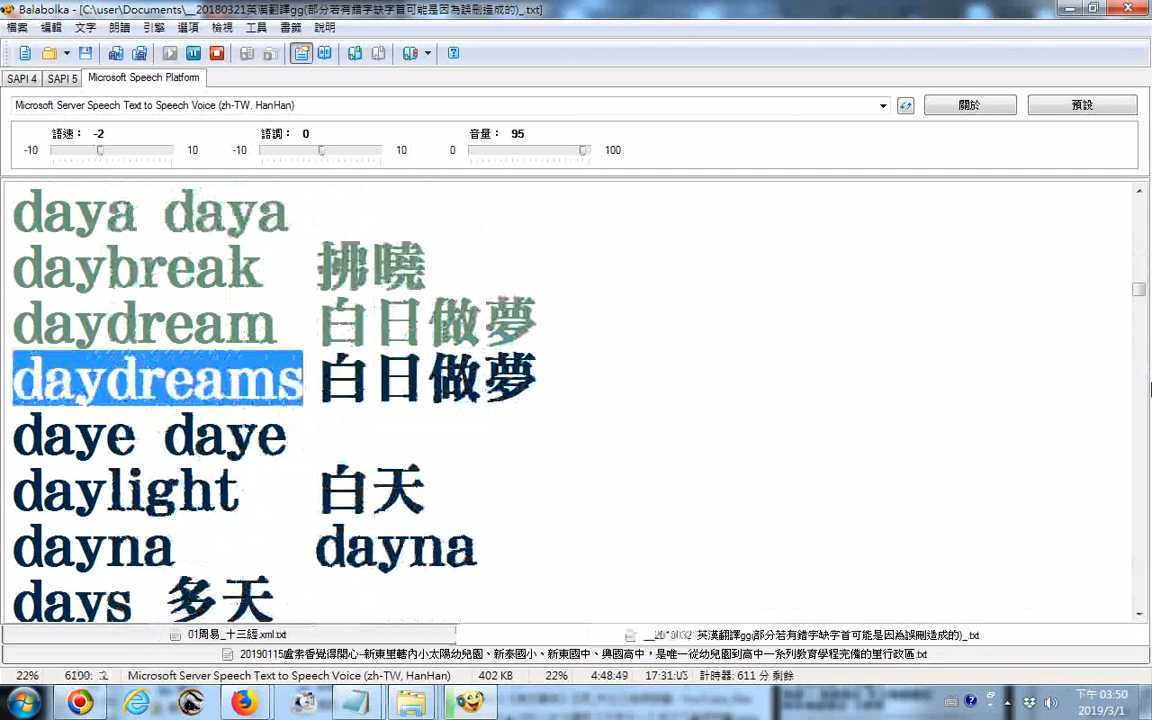 Balabolka - [C:\user\Documents\__20180321英漢翻譯gg(部分若有錯字缺字首可能是因為誤刪造成的)_.txt]
檔案 編輯 文字 朗讀 引擎 選項 檢視 工具 書籤 說明
SAPI 4 SAPI 5 Microsoft Speech Platform
Microsoft Server Speech Text to Speech Voice (zh-TW, HanHan) 關於 預設
語速： -2 語調： 0 音量： 95
-10 10 -10 10 0 100
daya daya
daybreak 拂曉
daydream 白日做夢
daydreams 白日做夢
daye daye
daylight 白天
dayna dayna
days 多天
01周易_十三經.xml.txt 英漢翻譯gg(部分若有錯字缺字首可能是因為誤刪造成的)_.txt
20190115盧素香覺得開心--新東里轄內小太陽幼兒園、新泰國小、新東國中、興國高中，是唯一從幼兒園到高中一系列教育學程完備的里行政區.txt
22% Microsoft Server Speech Text to Speech Voice (zh-TW, HanHan) 402 KB 22% 4:48:49 計時器: 611 分 剩餘
下午 03:50
2019/3/1